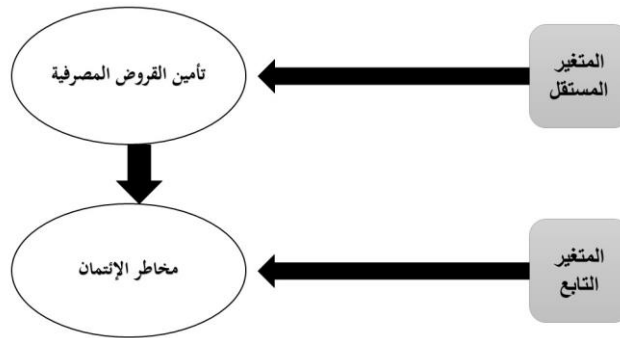 المتغير
المستقل
تأمين القروض المصرفية
المتغير
التابع
مخاطر الإئتمان